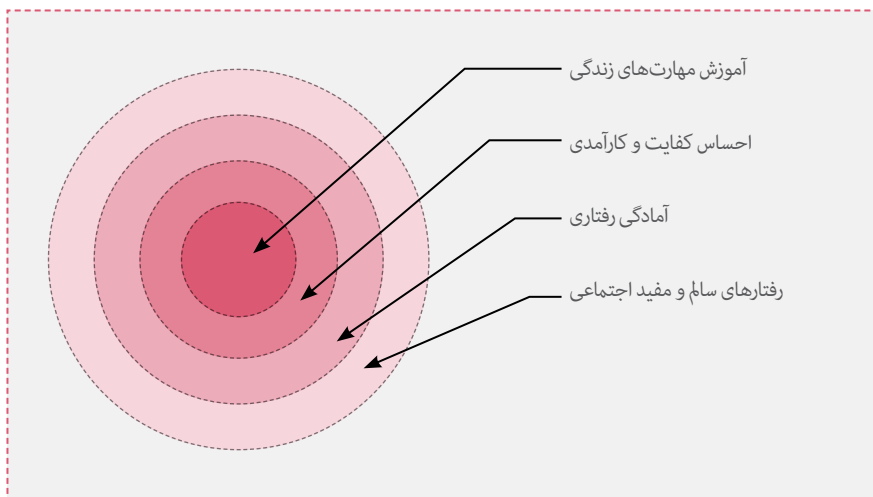 آموزش مهارت‌های زندگی
احساس کفایت و کارآمدی
آمادگی رفتاری
رفتارهای سالم و مفید اجتماعی